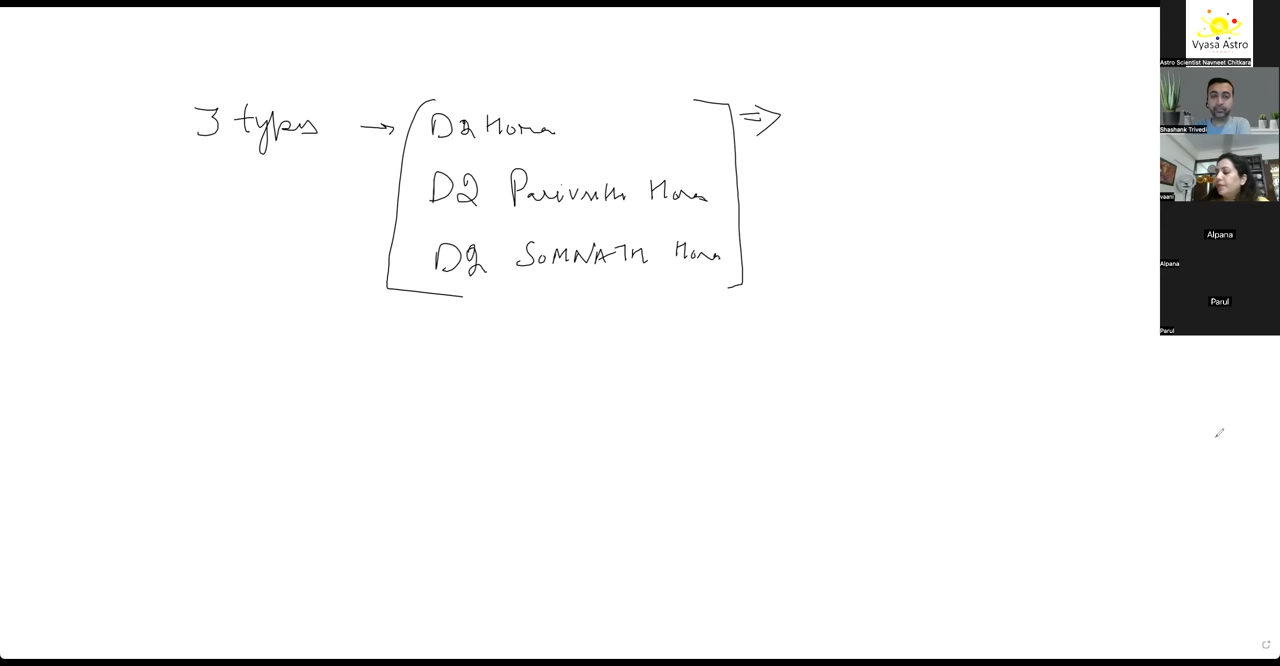 3 types → D2 Hora ⇒
D2 Parivritti Hora
D2 SOMNATH Hora
Vyasa Astro
Astro Scientist Navneet Chitkara
Shashank Trivedi
vaani
Alpana
Alpana
Parul
Parul